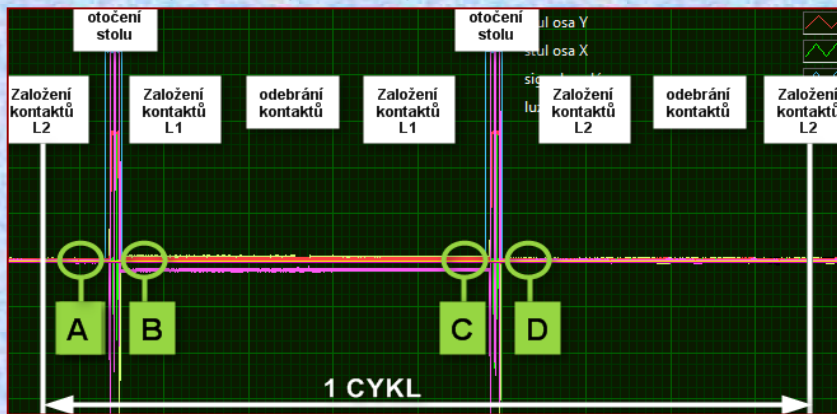 otočení
stolu
otočení
stolu
stul osa Y
stul osa X
Založení
kontaktů
L2
Založení
kontaktů
L1
odebrání
kontaktů
Založení
kontaktů
L1
Založení
kontaktů
L2
odebrání
kontaktů
Založení
kontaktů
L2
A
B
C
D
1 CYKL